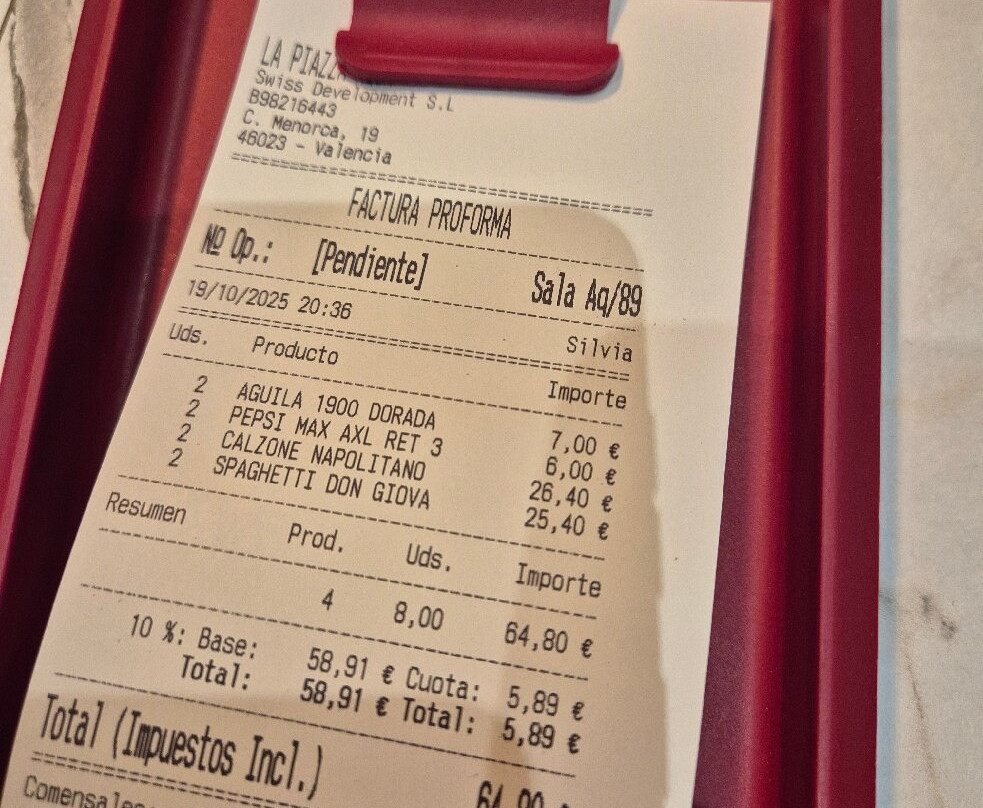 LA PIAZZ
Swiss Development S.L
B98216443
C. Menorca, 19
46023 - Valencia
FACTURA PROFORMA
Nº Op.: [Pendiente] Sala Aq/89
19/10/2025 20:36 Silvia
Uds. Producto Importe
2 AGUILA 1900 DORADA 7,00 €
2 PEPSI MAX AXL RET 3 6,00 €
2 CALZONE NAPOLITANO 26,40 €
2 SPAGHETTI DON GIOVA 25,40 €
Resumen Prod. Uds. Importe
4 8,00 64,80 €
10 %: Base: 58,91 € Cuota: 5,89 €
Total: 58,91 € Total: 5,89 €
Total (Impuestos Incl.)
Comensales